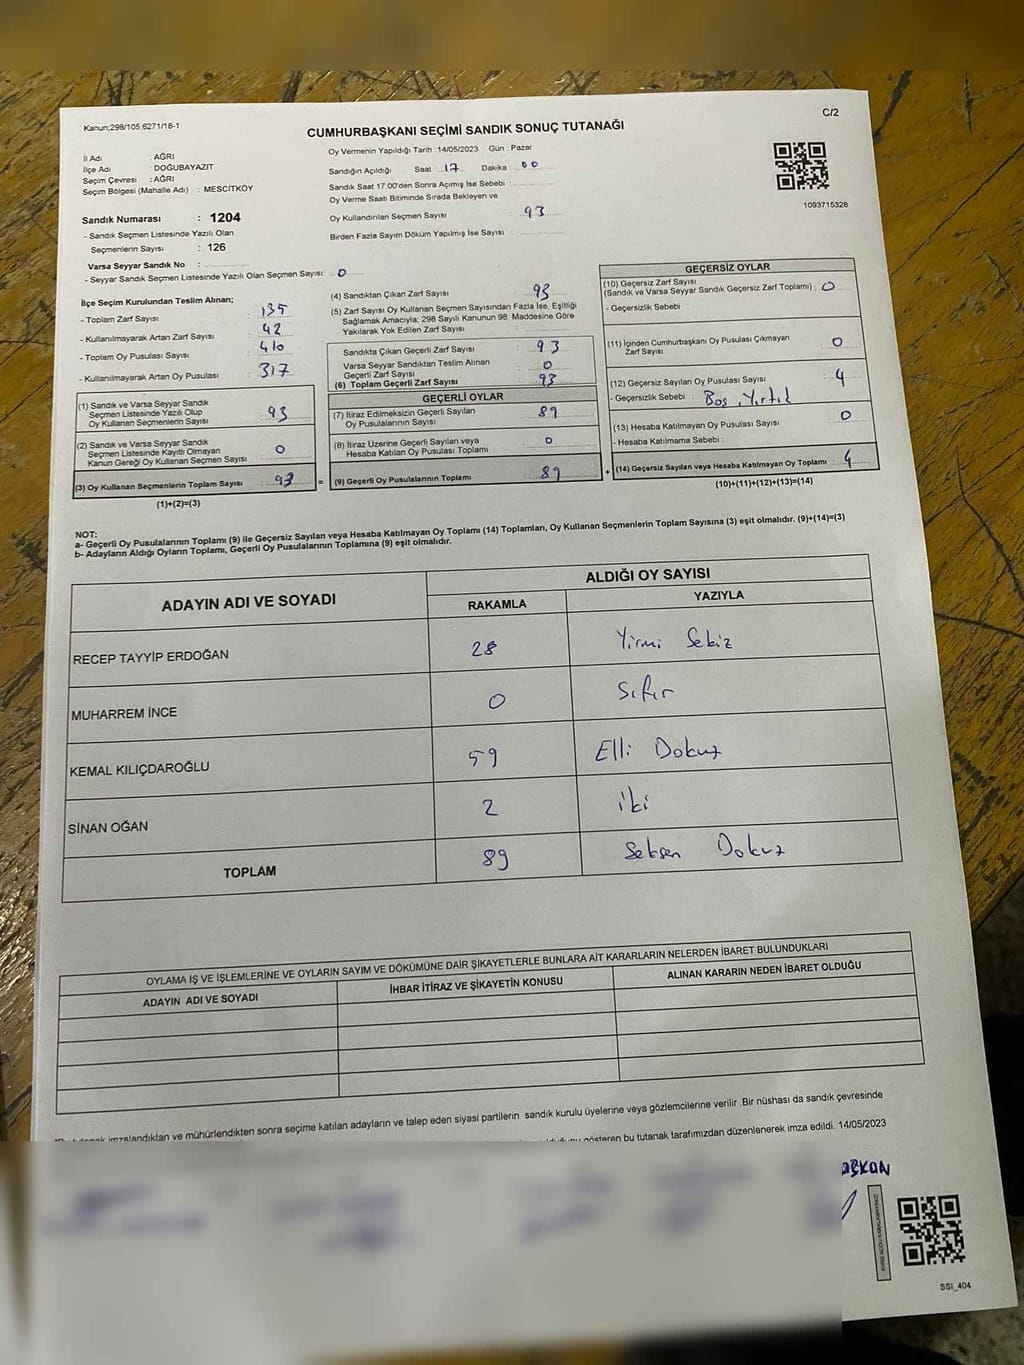 Kanun;298/105 6271/18-1
C/2
CUMHURBAŞKANI SEÇİMİ SANDIK SONUÇ TUTANAĞI
İl Adı : AĞRI
İlçe Adı : DOĞUBAYAZIT
Seçim Çevresi : AĞRI
Seçim Bölgesi (Mahalle Adı) : MESCİTKÖY
Sandık Numarası : 1204
- Sandık Seçmen Listesinde Yazılı Olan
Seçmenlerin Sayısı : 126
Varsa Seyyar Sandık No :
- Seyyar Sandık Seçmen Listesinde Yazılı Olan Seçmen Sayısı: 0
Oy Vermenin Yapıldığı Tarih :14/05/2023 Gün : Pazar
Sandığın Açıldığı Saat : 17 Dakika : 00
Sandık Saat 17:00'den Sonra Açımış İse Sebebi :
Oy Verme Saati Bitiminde Sırada Bekleyen ve
Oy Kullandırılan Seçmen Sayısı : 93
Birden Fazla Sayım Döküm Yapılmış İse Sayısı :
1093715328
İlçe Seçim Kurulundan Teslim Alınan;
- Toplam Zarf Sayısı : 135
- Kullanılmayarak Artan Zarf Sayısı : 42
- Toplam Oy Pusulası Sayısı : 410
- Kullanılmayarak Artan Oy Pusulası : 317
(1) Sandık ve Varsa Seyyar Sandık
Seçmen Listesinde Yazılı Olup
Oy Kullanan Seçmenlerin Sayısı : 93
(2) Sandık ve Varsa Seyyar Sandık
Seçmen Listesinde Kayıtlı Olmayan
Kanun Gereği Oy Kullanan Seçmen Sayısı : 0
(3) Oy Kullanan Seçmenlerin Toplam Sayısı : 93
(1)+(2)=(3)
(4) Sandıktan Çıkan Zarf Sayısı : 93
(5) Zarf Sayısı Oy Kullanan Seçmen Sayısından Fazla İse, Eşitliği
Sağlamak Amacıyla; 298 Sayılı Kanunun 98. Maddesine Göre
Yakılarak Yok Edilen Zarf Sayısı :
Sandıkta Çıkan Geçerli Zarf Sayısı : 93
Varsa Seyyar Sandıktan Teslim Alınan
Geçerli Zarf Sayısı : 0
(6) Toplam Geçerli Zarf Sayısı : 93
GEÇERLİ OYLAR
(7) İtiraz Edilmeksizin Geçerli Sayılan
Oy Pusulalarının Sayısı : 89
(8) İtiraz Üzerine Geçerli Sayılan veya
Hesaba Katılan Oy Pusulası Toplamı : 0
= (9) Geçerli Oy Pusulalarının Toplamı : 89
GEÇERSİZ OYLAR
(10) Geçersiz Zarf Sayısı
(Sandık ve Varsa Seyyar Sandık Geçersiz Zarf Toplamı) : 0
- Geçersizlik Sebebi :
(11) İçinden Cumhurbaşkanı Oy Pusulası Çıkmayan
Zarf Sayısı : 0
(12) Geçersiz Sayılan Oy Pusulası Sayısı : 4
- Geçersizlik Sebebi : Boş, Yırtık
(13) Hesaba Katılmayan Oy Pusulası Sayısı : 0
- Hesaba Katılmama Sebebi :
+ (14) Geçersiz Sayılan veya Hesaba Katılmayan Oy Toplamı : 4
(10)+(11)+(12)+(13)=(14)
NOT:
a- Geçerli Oy Pusulalarının Toplamı (9) ile Geçersiz Sayılan veya Hesaba Katılmayan Oy Toplamı (14) Toplamları, Oy Kullanan Seçmenlerin Toplam Sayısına (3) eşit olmalıdır. (9)+(14)=(3)
b- Adayların Aldığı Oyların Toplamı, Geçerli Oy Pusulalarının Toplamına (9) eşit olmalıdır.
ADAYIN ADI VE SOYADI
ALDIĞI OY SAYISI
RAKAMLA YAZIYLA
RECEP TAYYİP ERDOĞAN 28 Yirmi Sekiz
MUHARREM İNCE 0 Sıfır
KEMAL KILIÇDAROĞLU 59 Elli Dokuz
SİNAN OĞAN 2 iki
TOPLAM 89 Seksen Dokuz
OYLAMA İŞ VE İŞLEMLERİNE VE OYLARIN SAYIM VE DÖKÜMÜNE DAİR ŞİKAYETLERLE BUNLARA AİT KARARLARIN NELERDEN İBARET BULUNDUKLARI
ADAYIN ADI VE SOYADI İHBAR İTİRAZ VE ŞİKAYETİN KONUSU ALINAN KARARIN NEDEN İBARET OLDUĞU
imzalandıktan ve mühürlendikten sonra seçime katılan adayların ve talep eden siyasi partilerin sandık kurulu üyelerine veya gözlemcilerine verilir .Bir nüshası da sandık çevresinde
gösteren bu tutanak tarafımızdan düzenlenerek imza edildi. 14/05/2023
SSI_404